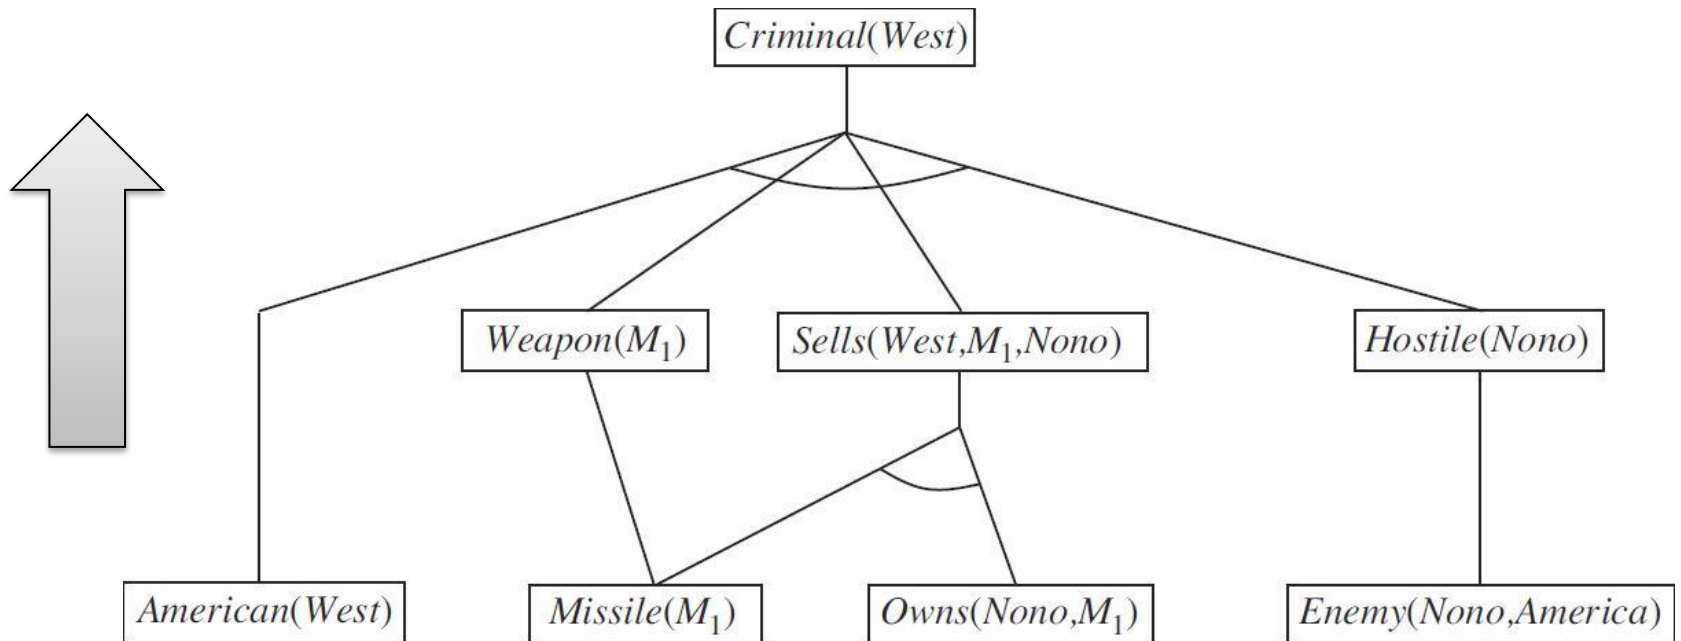 Criminal(West)
Weapon(M₁)
Sells(West,M₁,Nono)
Hostile(Nono)
American(West)
Missile(M₁)
Owns(Nono,M₁)
Enemy(Nono,America)